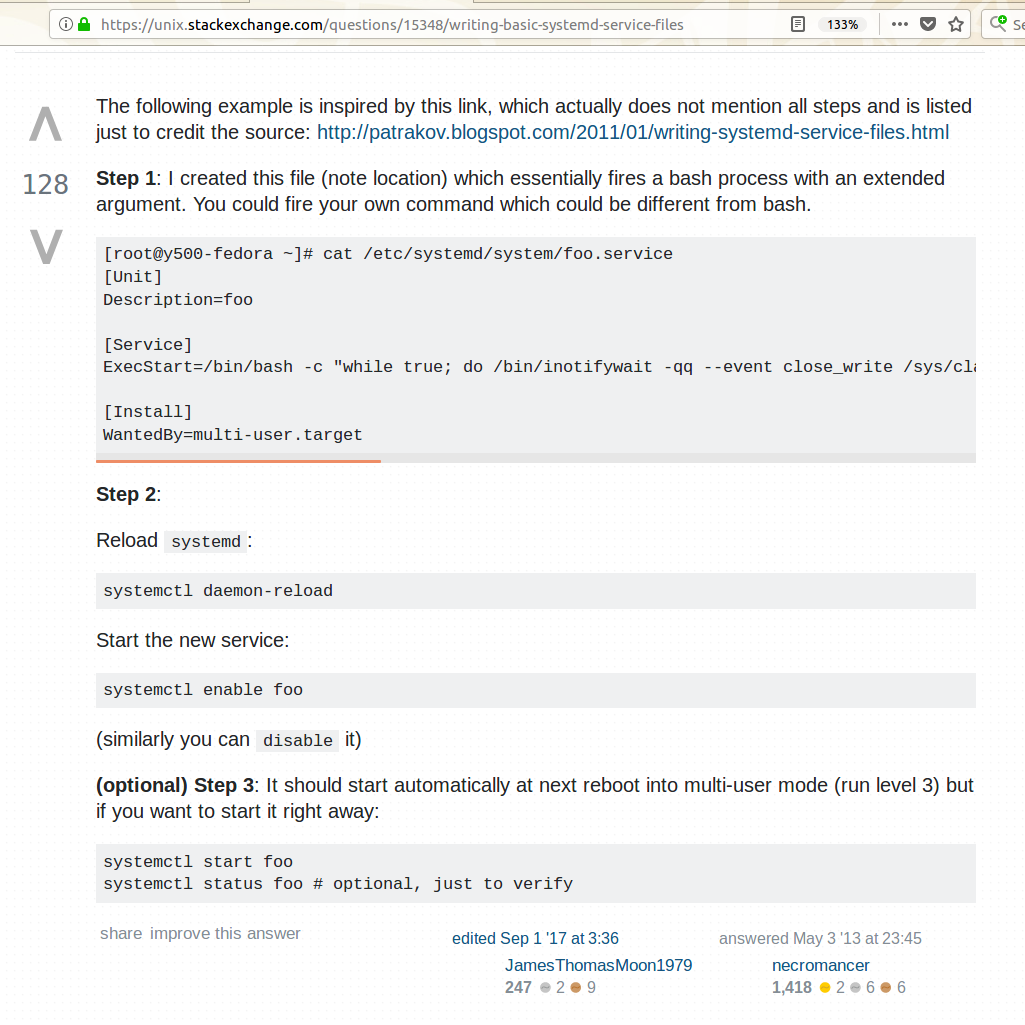 https://unix.stackexchange.com/questions/15348/writing-basic-systemd-service-files
133%
The following example is inspired by this link, which actually does not mention all steps and is listed
just to credit the source: http://patrakov.blogspot.com/2011/01/writing-systemd-service-files.html
128
Step 1: I created this file (note location) which essentially fires a bash process with an extended
argument. You could fire your own command which could be different from bash.
[root@y500-fedora ~]# cat /etc/systemd/system/foo.service
[Unit]
Description=foo
[Service]
ExecStart=/bin/bash -c "while true; do /bin/inotifywait -qq --event close_write /sys/cla
[Install]
WantedBy=multi-user.target
Step 2:
Reload systemd:
systemctl daemon-reload
Start the new service:
systemctl enable foo
(similarly you can disable it)
(optional) Step 3: It should start automatically at next reboot into multi-user mode (run level 3) but
if you want to start it right away:
systemctl start foo
systemctl status foo # optional, just to verify
share improve this answer
edited Sep 1 '17 at 3:36
JamesThomasMoon1979
247 2 9
answered May 3 '13 at 23:45
necromancer
1,418 2 6 6